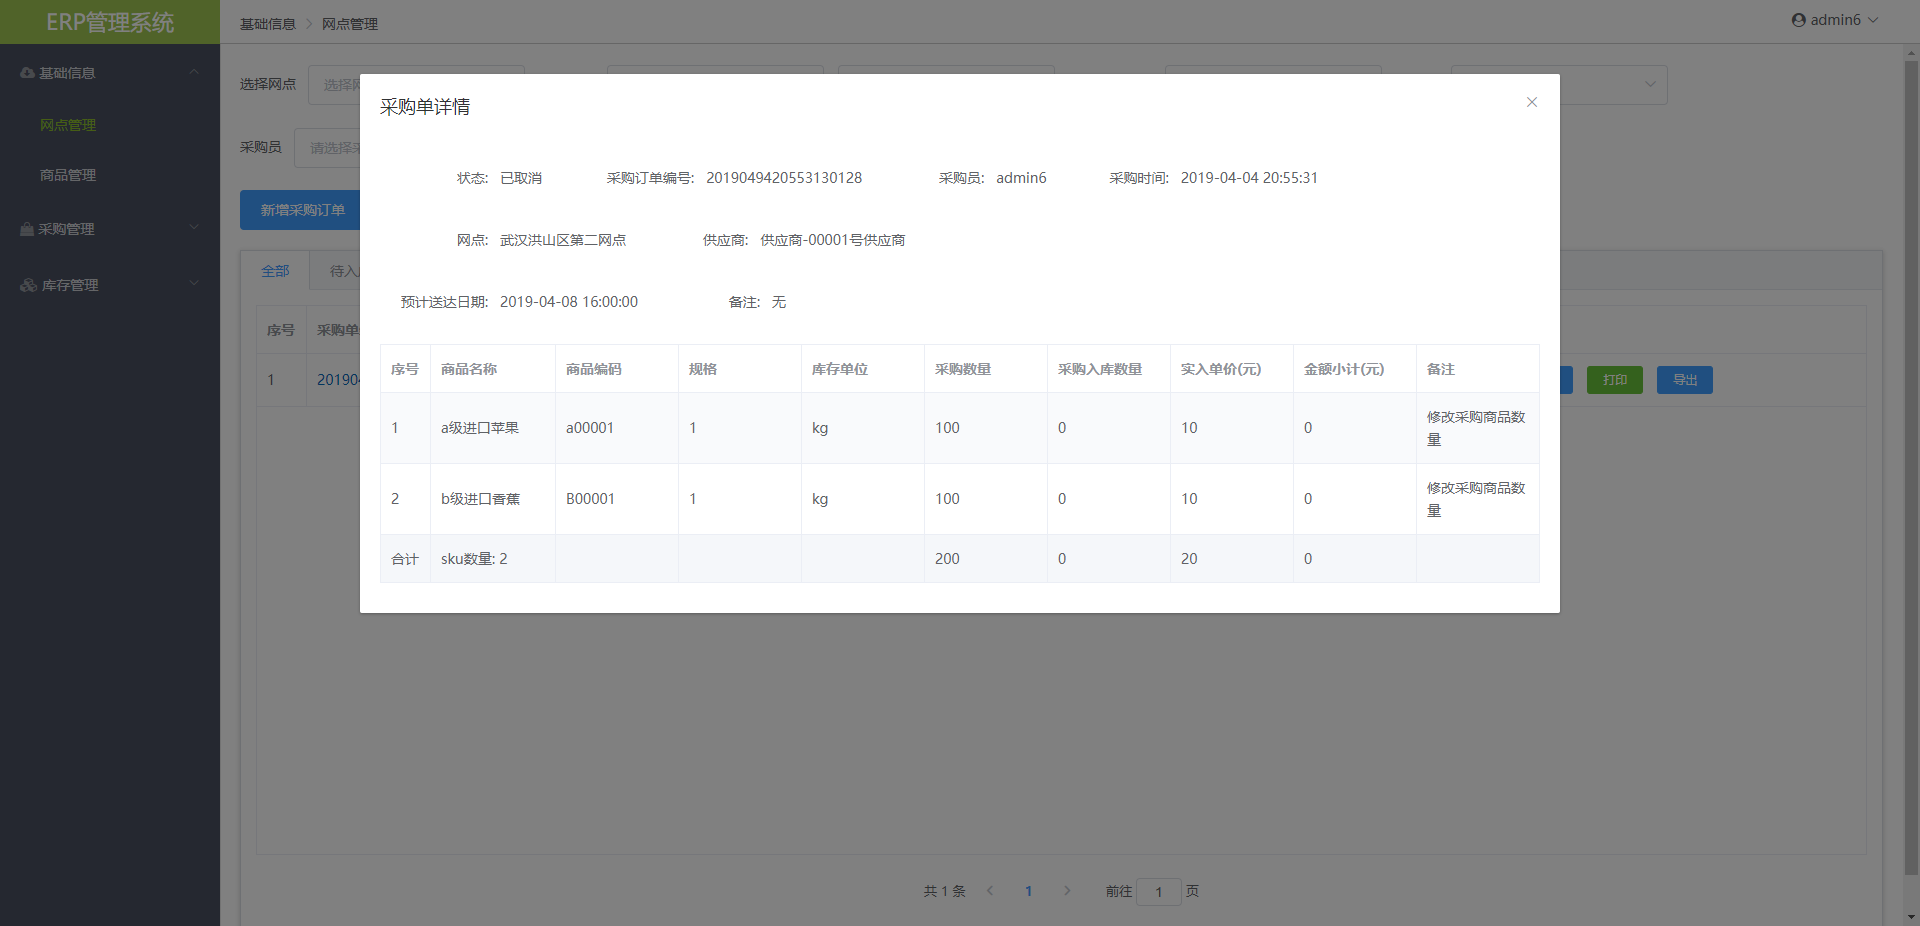 ERP管理系统
基础信息 > 网点管理
admin6
基础信息
网点管理
商品管理
采购管理
库存管理
选择网点
采购员
新增采购订单
全部
序号 采购单
1 20190
打印 导出
采购单详情
状态: 已取消 采购订单编号: 2019049420553130128 采购员: admin6 采购时间: 2019-04-04 20:55:31
网点: 武汉洪山区第二网点 供应商: 供应商-00001号供应商
预计送达日期: 2019-04-08 16:00:00 备注: 无
序号 商品名称 商品编码 规格 库存单位 采购数量 采购入库数量 实入单价(元) 金额小计(元) 备注
1 a级进口苹果 a00001 1 kg 100 0 10 0 修改采购商品数
量
2 b级进口香蕉 B00001 1 kg 100 0 10 0 修改采购商品数
量
合计 sku数量: 2 200 0 20 0
共 1 条 < 1 > 前往 1 页